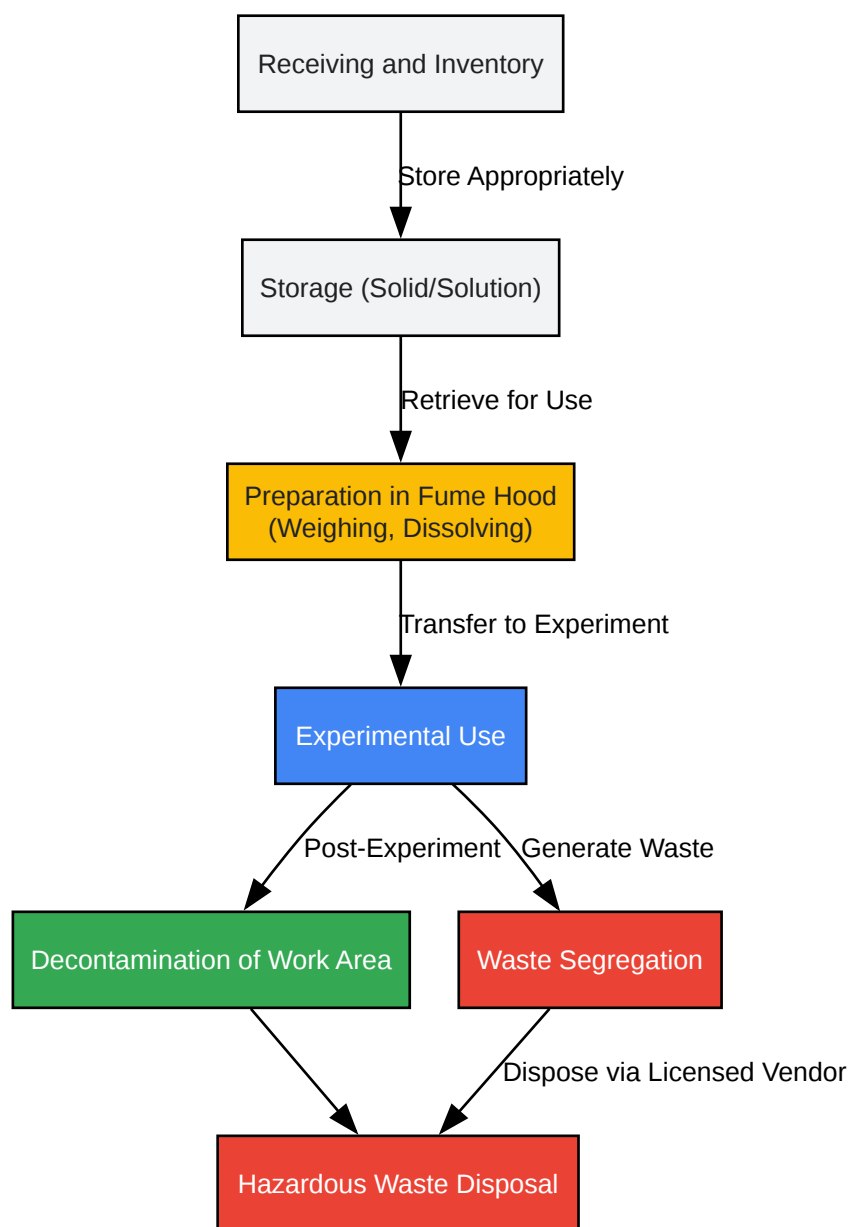 Receiving and Inventory
Store Appropriately
Storage (Solid/Solution)
Retrieve for Use
Preparation in Fume Hood
(Weighing, Dissolving)
Transfer to Experiment
Experimental Use
Post-Experiment
Generate Waste
Decontamination of Work Area
Waste Segregation
Dispose via Licensed Vendor
Hazardous Waste Disposal